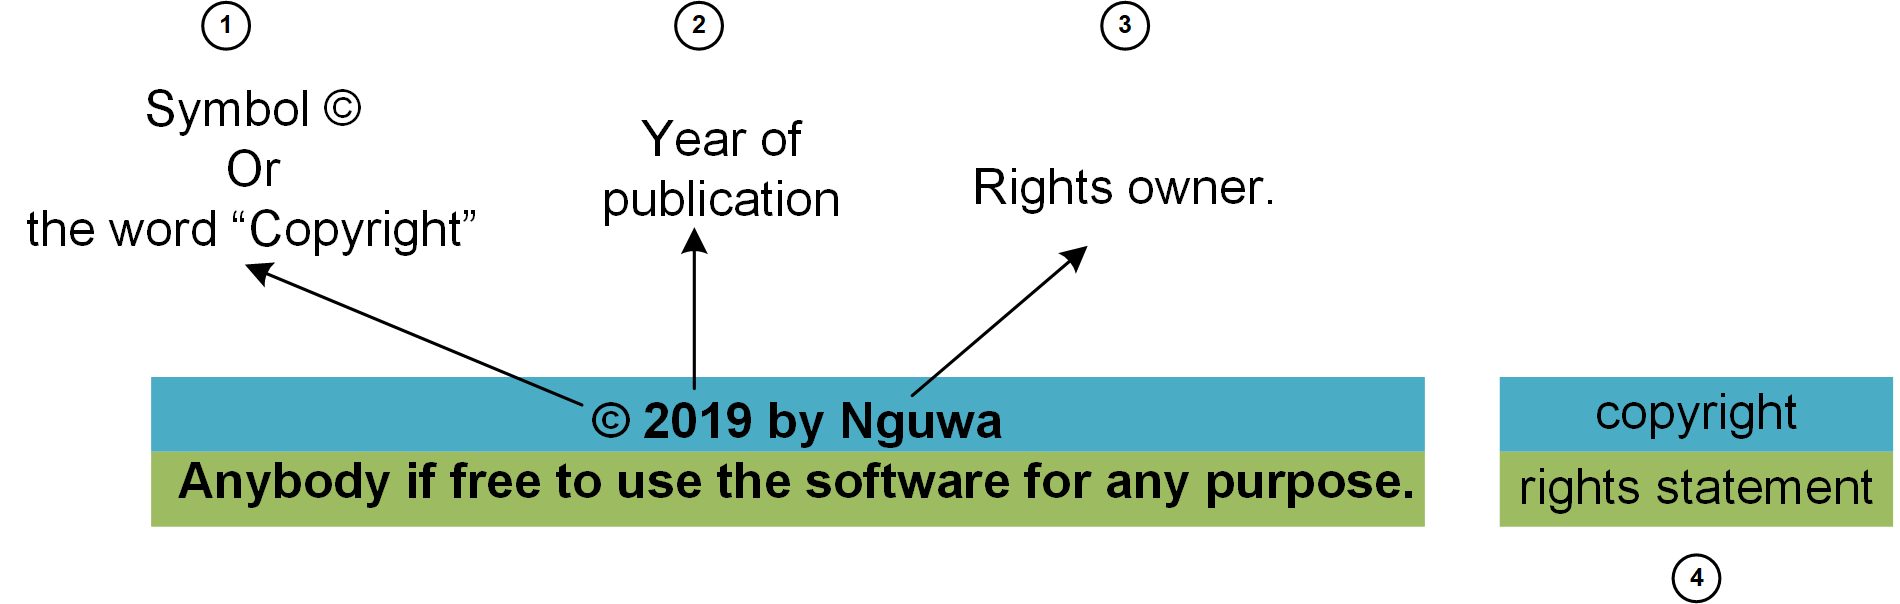 1
2
3
Symbol ©
Or
the word “Copyright”
Year of
publication
Rights owner.
© 2019 by Nguwa
Anybody if free to use the software for any purpose.
copyright
rights statement
4